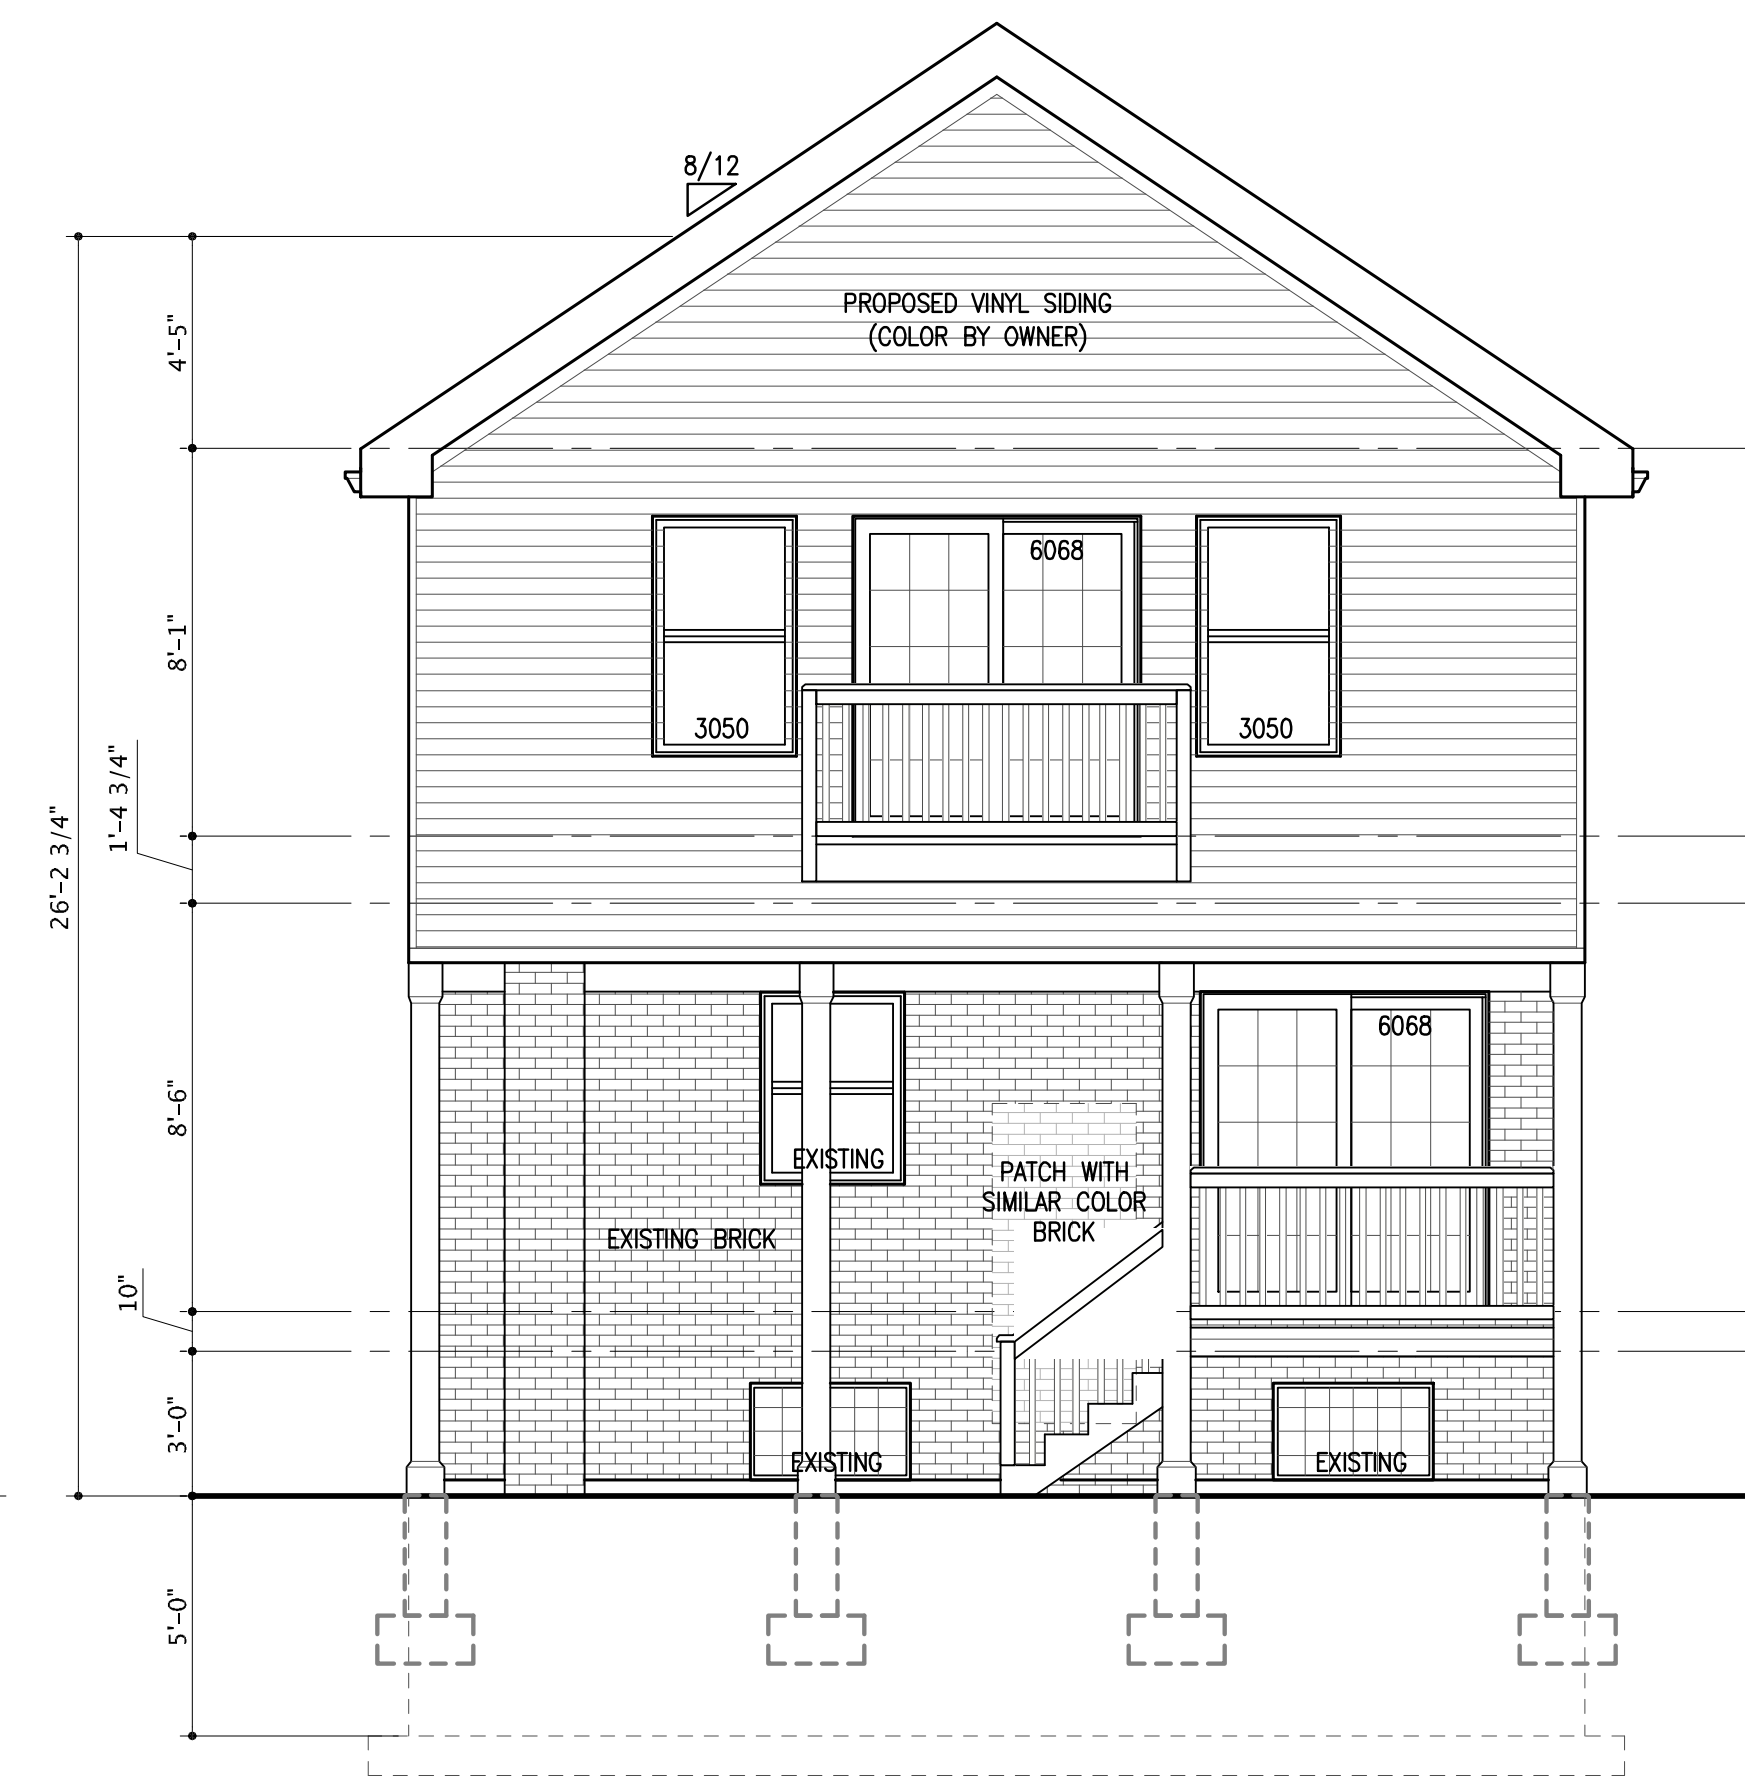 8/12
PROPOSED VINYL SIDING
(COLOR BY OWNER)
4'-5"
8'-1"
1'-4 3/4"
26'-2 3/4"
8'-6"
10"
3'-0"
5'-0"
6068
3050
3050
6068
EXISTING
PATCH WITH
SIMILAR COLOR
BRICK
EXISTING BRICK
EXISTING
EXISTING